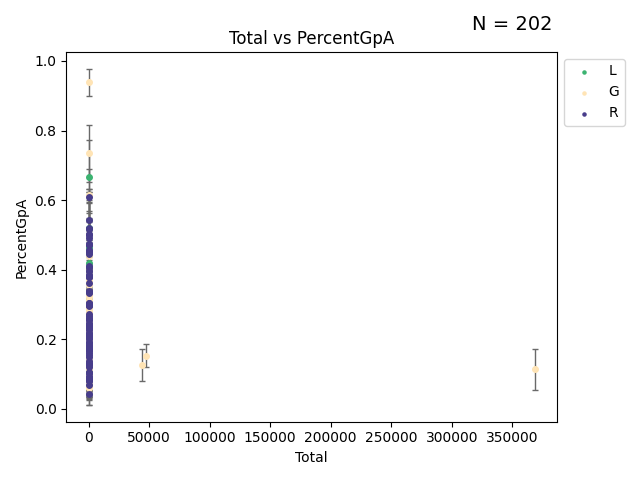 N = 202
Total vs PercentGpA
L
G
R
1.0
0.8
0.6
0.4
0.2
0.0
PercentGpA
0 50000 100000 150000 200000 250000 300000 350000
Total